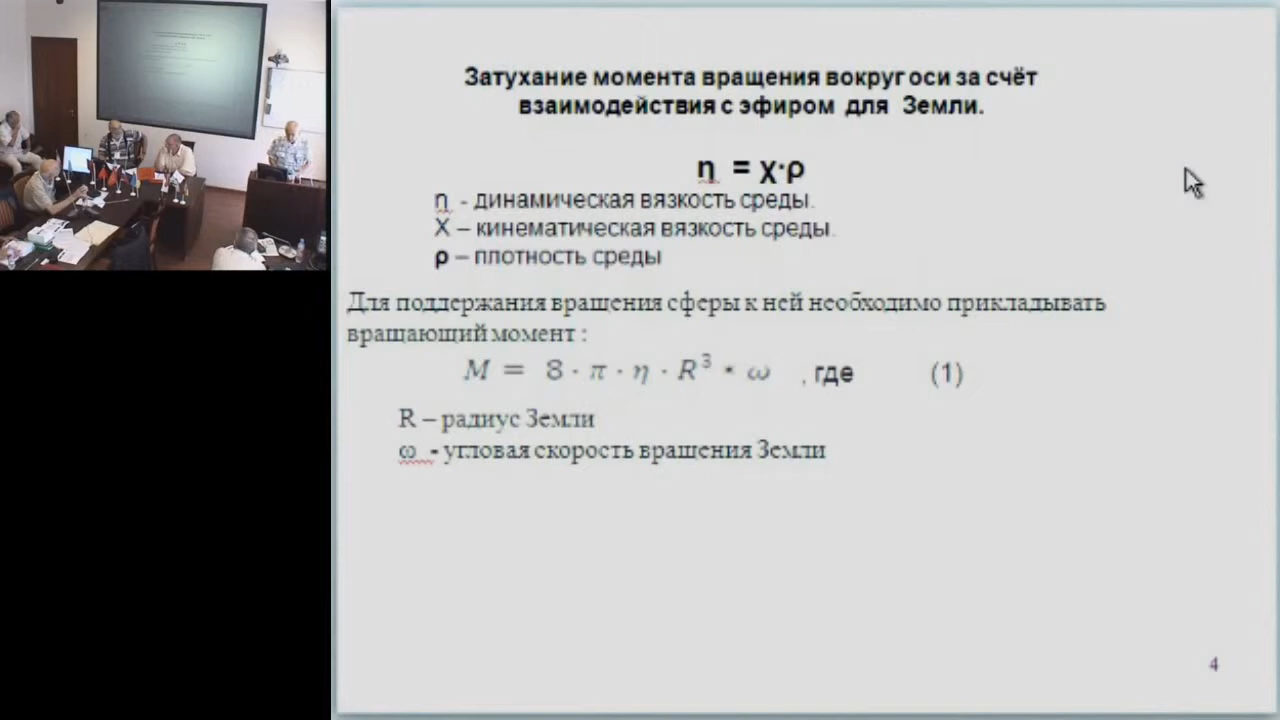 Затухание момента вращения вокруг оси за счёт
взаимодействия с эфиром для Земли.
η = χ·ρ
η - динамическая вязкость среды.
Χ – кинематическая вязкость среды.
ρ – плотность среды
Для поддержания вращения сферы к ней необходимо прикладывать
вращающий момент :
M = 8 · π · η · R³ * ω , где (1)
R – радиус Земли
ω - угловая скорость вращения Земли
4